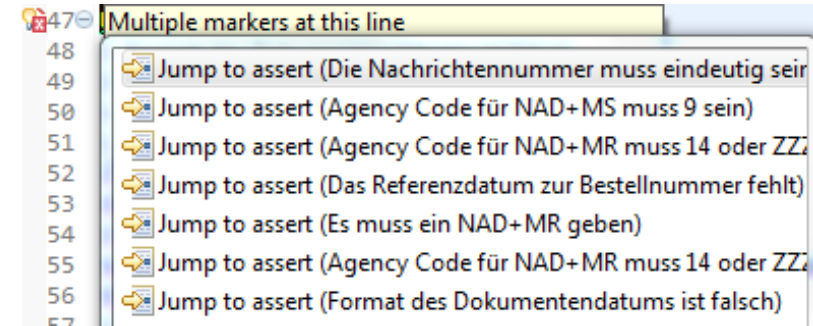 47 Multiple markers at this line
48 Jump to assert (Die Nachrichtennummer muss eindeutig sein
49
50 Jump to assert (Agency Code für NAD+MS muss 9 sein)
51 Jump to assert (Agency Code für NAD+MR muss 14 oder ZZZ
52 Jump to assert (Das Referenzdatum zur Bestellnummer fehlt)
53
54 Jump to assert (Es muss ein NAD+MR geben)
55 Jump to assert (Agency Code für NAD+MR muss 14 oder ZZZ
56 Jump to assert (Format des Dokumentendatums ist falsch)
57